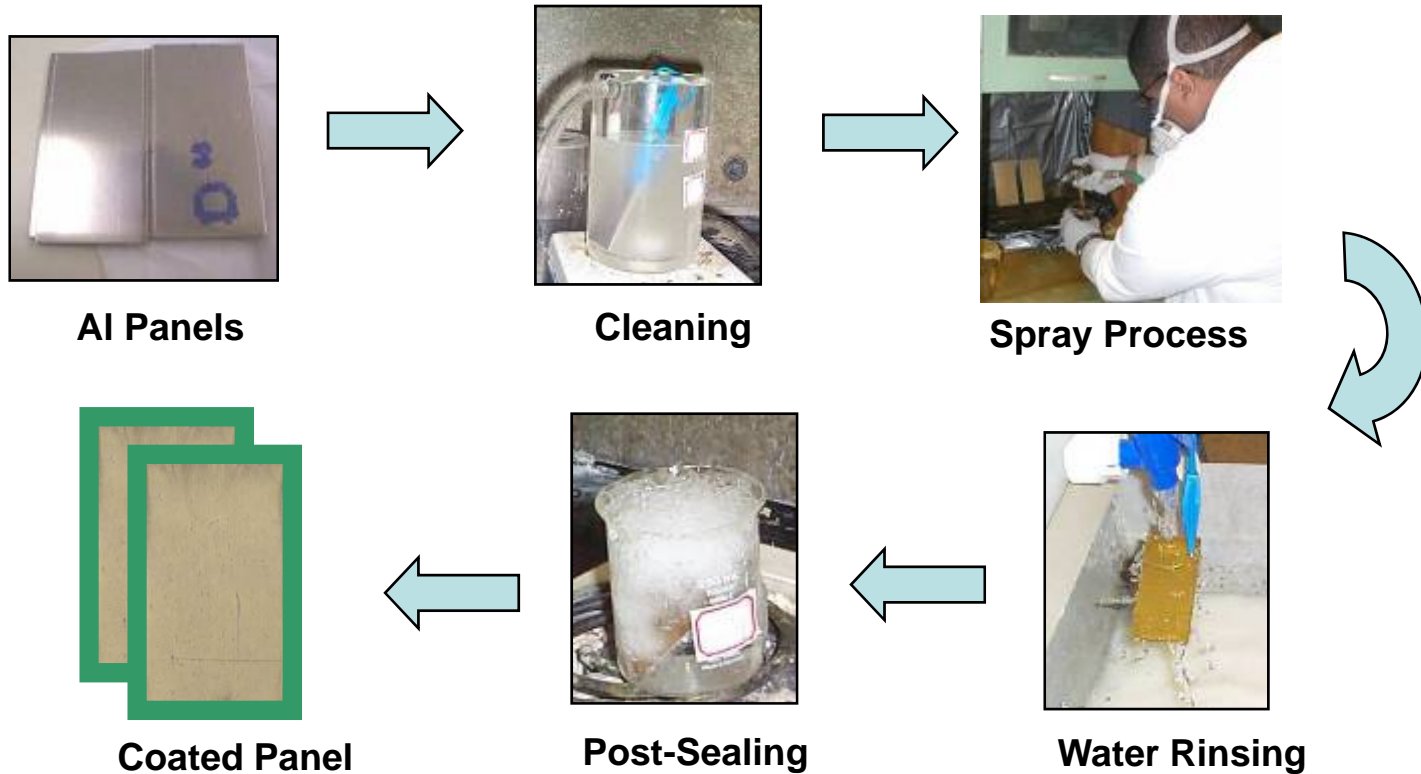 Al Panels
Cleaning
Spray Process
Water Rinsing
Post-Sealing
Coated Panel